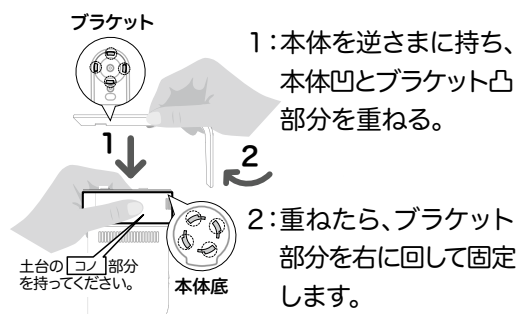 ブラケット
1：本体を逆さまに持ち、
本体凹とブラケット凸
部分を重ねる。
1
2
2：重ねたら、ブラケット
部分を右に回して固定
します。
土台の コノ 部分
を持ってください。
本体底